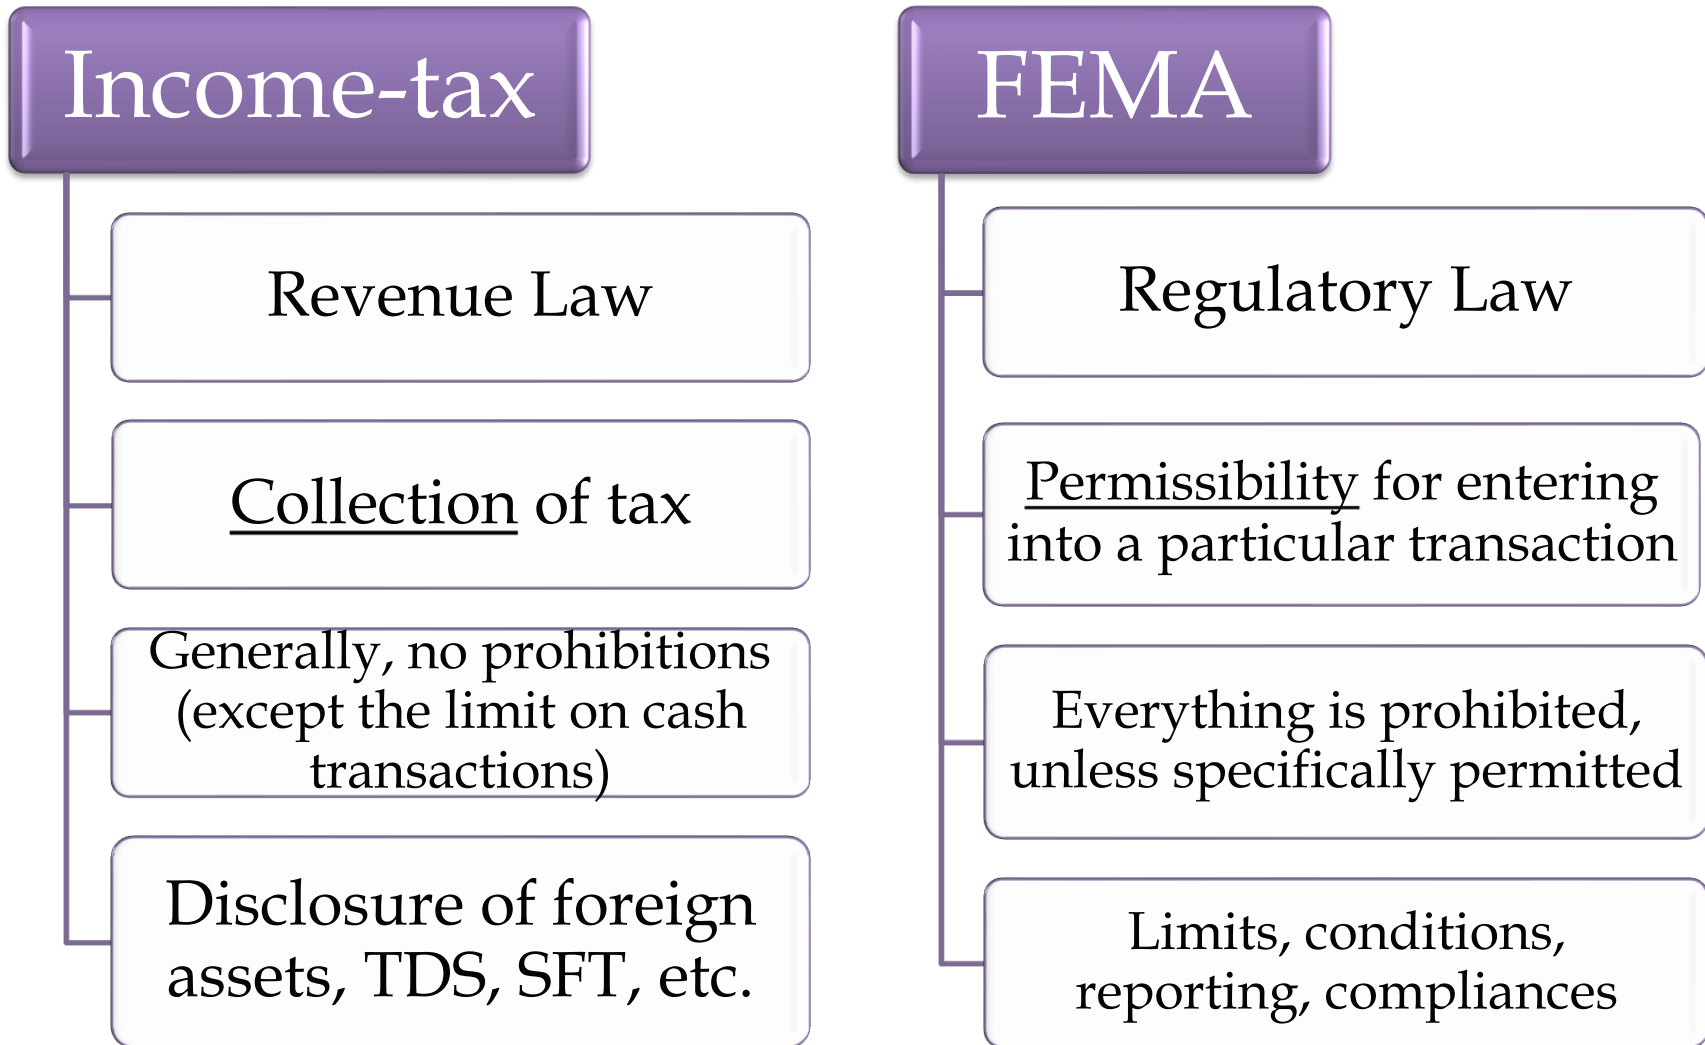 Income-tax
Revenue Law
Collection of tax
Generally, no prohibitions
(except the limit on cash
transactions)
Disclosure of foreign
assets, TDS, SFT, etc.
FEMA
Regulatory Law
Permissibility for entering
into a particular transaction
Everything is prohibited,
unless specifically permitted
Limits, conditions,
reporting, compliances